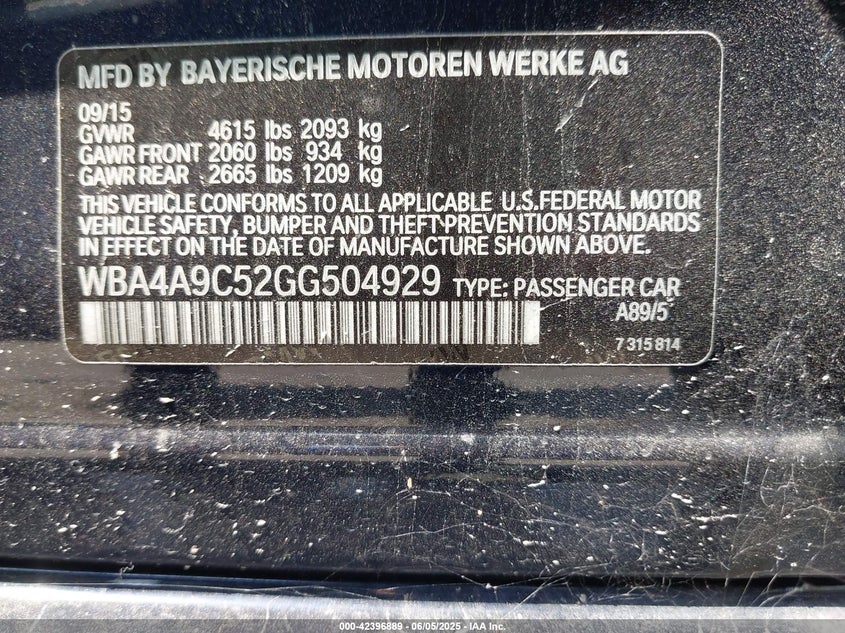 MFD BY BAYERISCHE MOTOREN WERKE AG
09/15
GVWR 4615 lbs 2093 kg
GAWR FRONT 2060 lbs 934 kg
GAWR REAR 2665 lbs 1209 kg
THIS VEHICLE CONFORMS TO ALL APPLICABLE U.S.FEDERAL MOTOR
VEHICLE SAFETY, BUMPER AND THEFT-PREVENTION STANDARDS
IN EFFECT ON THE DATE OF MANUFACTURE SHOWN ABOVE.
WBA4A9C52GG504929 TYPE: PASSENGER CAR
A89/5
7 315 814
000-42396889 - 06/05/2025 - IAA Inc.